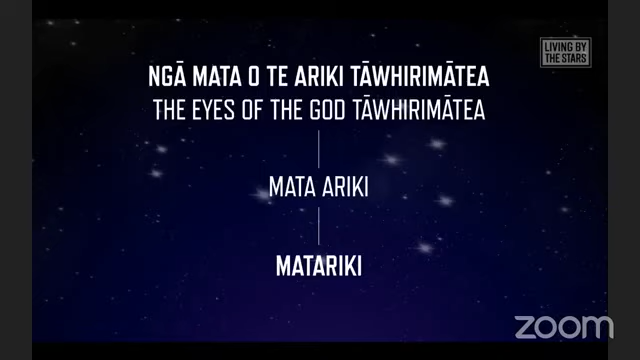 LIVING BY
THE STARS
NGĀ MATA O TE ARIKI TĀWHIRIMĀTEA
THE EYES OF THE GOD TĀWHIRIMĀTEA
MATA ARIKI
MATARIKI
zoom